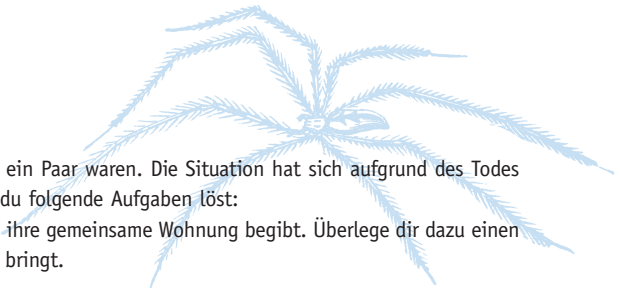 ein Paar waren. Die Situation hat sich aufgrund des Todes
du folgende Aufgaben löst:
ihre gemeinsame Wohnung begibt. Überlege dir dazu einen
bringt.